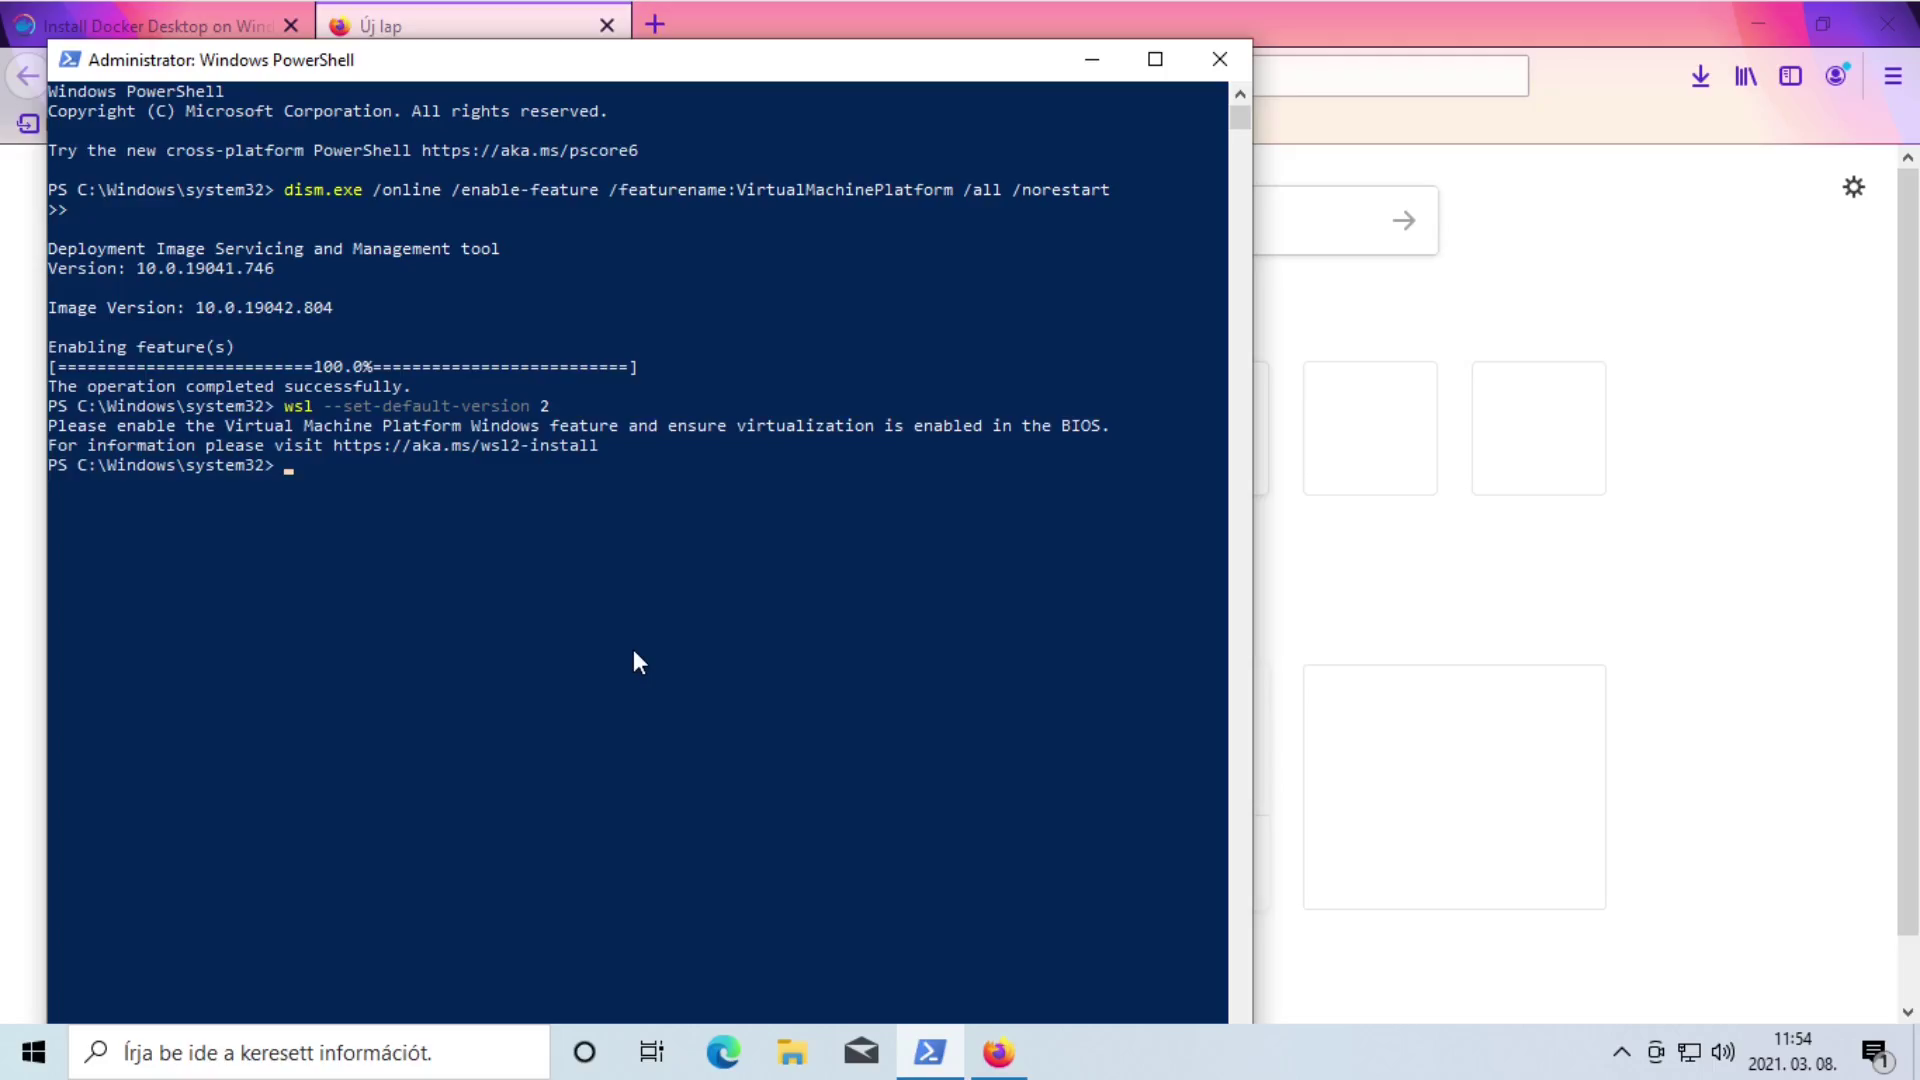 Install Docker Desktop on Wind
Új lap
Administrator: Windows PowerShell
Windows PowerShell
Copyright (C) Microsoft Corporation. All rights reserved.
Try the new cross-platform PowerShell https://aka.ms/pscore6
PS C:\Windows\system32> dism.exe /online /enable-feature /featurename:VirtualMachinePlatform /all /norestart
>>
Deployment Image Servicing and Management tool
Version: 10.0.19041.746
Image Version: 10.0.19042.804
Enabling feature(s)
[==========================100.0%==========================]
The operation completed successfully.
PS C:\Windows\system32> wsl --set-default-version 2
Please enable the Virtual Machine Platform Windows feature and ensure virtualization is enabled in the BIOS.
For information please visit https://aka.ms/wsl2-install
PS C:\Windows\system32>
Írja be ide a keresett információt.
11:54
2021. 03. 08.
1